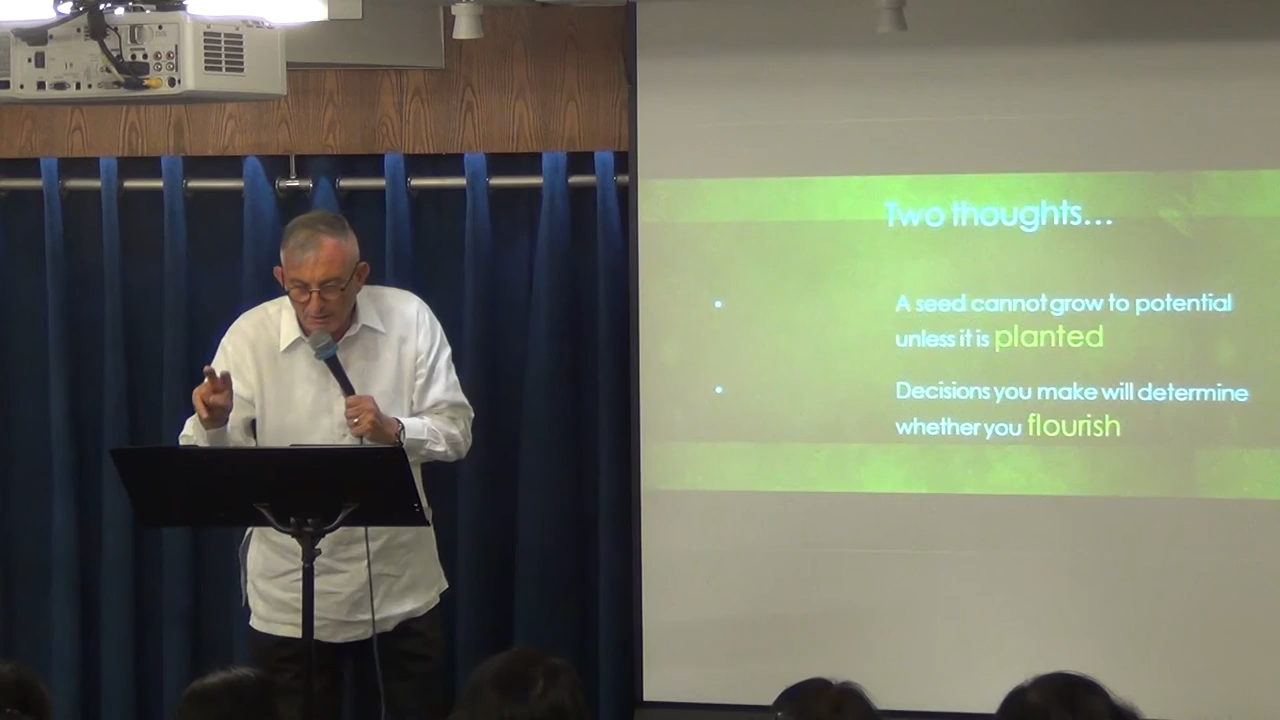 Two thoughts...
• A seed cannot grow to potential
unless it is planted
• Decisions you make will determine
whether you flourish